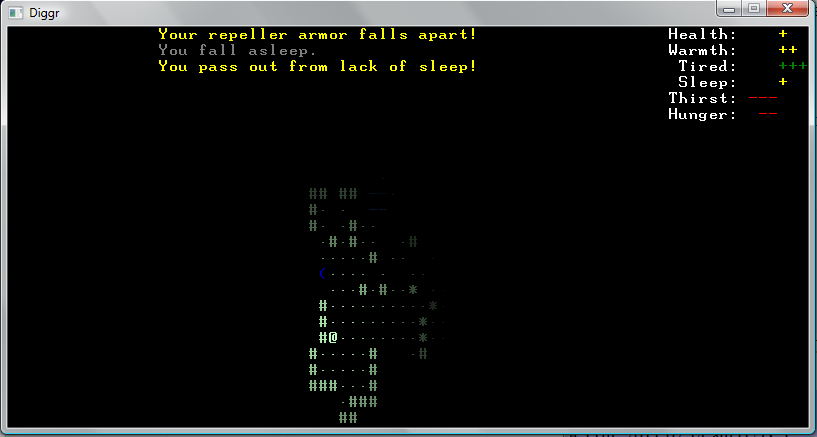 Diggr
Your repeller armor falls apart! Health: +
You fall asleep. Warmth: ++
You pass out from lack of sleep! Tired: +++
Sleep: +
Thirst: ---
Hunger: --